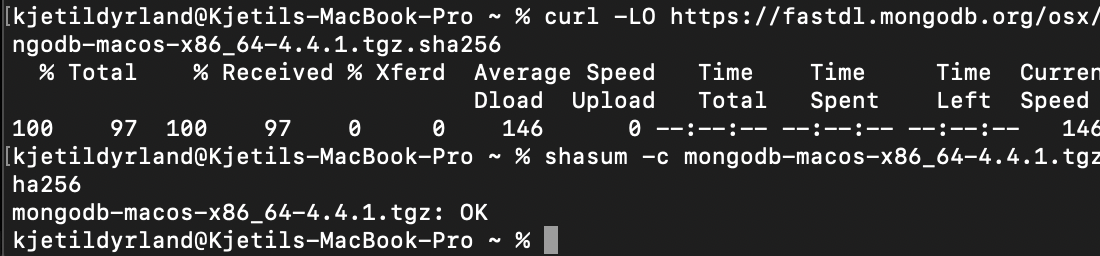 [kjetildyrland@Kjetils-MacBook-Pro ~ % curl -LO https://fastdl.mongodb.org/osx/
ngodb-macos-x86_64-4.4.1.tgz.sha256
% Total % Received % Xferd Average Speed Time Time Time Curren
Dload Upload Total Spent Left Speed
100 97 100 97 0 0 146 0 --:--:-- --:--:-- --:--:-- 146
[kjetildyrland@Kjetils-MacBook-Pro ~ % shasum -c mongodb-macos-x86_64-4.4.1.tgz
ha256
mongodb-macos-x86_64-4.4.1.tgz: OK
kjetildyrland@Kjetils-MacBook-Pro ~ %